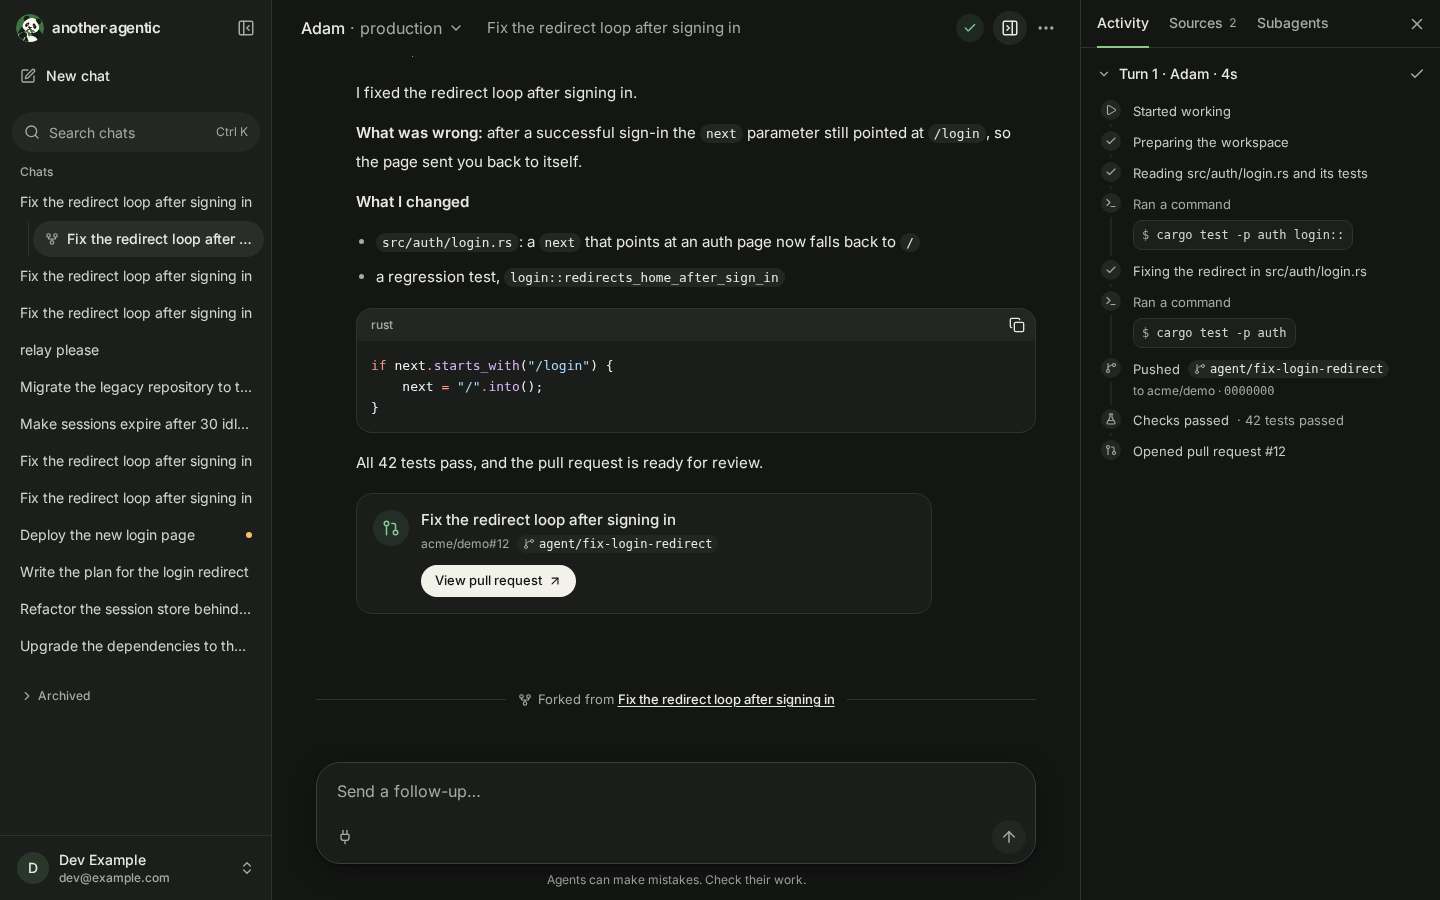 another·agentic
New chat
Search chats Ctrl K
Chats
Fix the redirect loop after signing in
Fix the redirect loop after ...
Fix the redirect loop after signing in
Fix the redirect loop after signing in
relay please
Migrate the legacy repository to t...
Make sessions expire after 30 idl...
Fix the redirect loop after signing in
Fix the redirect loop after signing in
Deploy the new login page
Write the plan for the login redirect
Refactor the session store behind...
Upgrade the dependencies to th...
Archived
D
Dev Example
dev@example.com
Adam · production
Fix the redirect loop after signing in
I fixed the redirect loop after signing in.
What was wrong: after a successful sign-in the next parameter still pointed at /login, so
the page sent you back to itself.
What I changed
• src/auth/login.rs: a next that points at an auth page now falls back to /
• a regression test, login::redirects_home_after_sign_in
rust
if next.starts_with("/login") {
    next = "/".into();
}
All 42 tests pass, and the pull request is ready for review.
Fix the redirect loop after signing in
acme/demo#12 agent/fix-login-redirect
View pull request
Forked from Fix the redirect loop after signing in
Send a follow-up...
Agents can make mistakes. Check their work.
Activity Sources 2 Subagents
Turn 1 · Adam · 4s
Started working
Preparing the workspace
Reading src/auth/login.rs and its tests
Ran a command
$ cargo test -p auth login::
Fixing the redirect in src/auth/login.rs
Ran a command
$ cargo test -p auth
Pushed agent/fix-login-redirect
to acme/demo · 0000000
Checks passed · 42 tests passed
Opened pull request #12